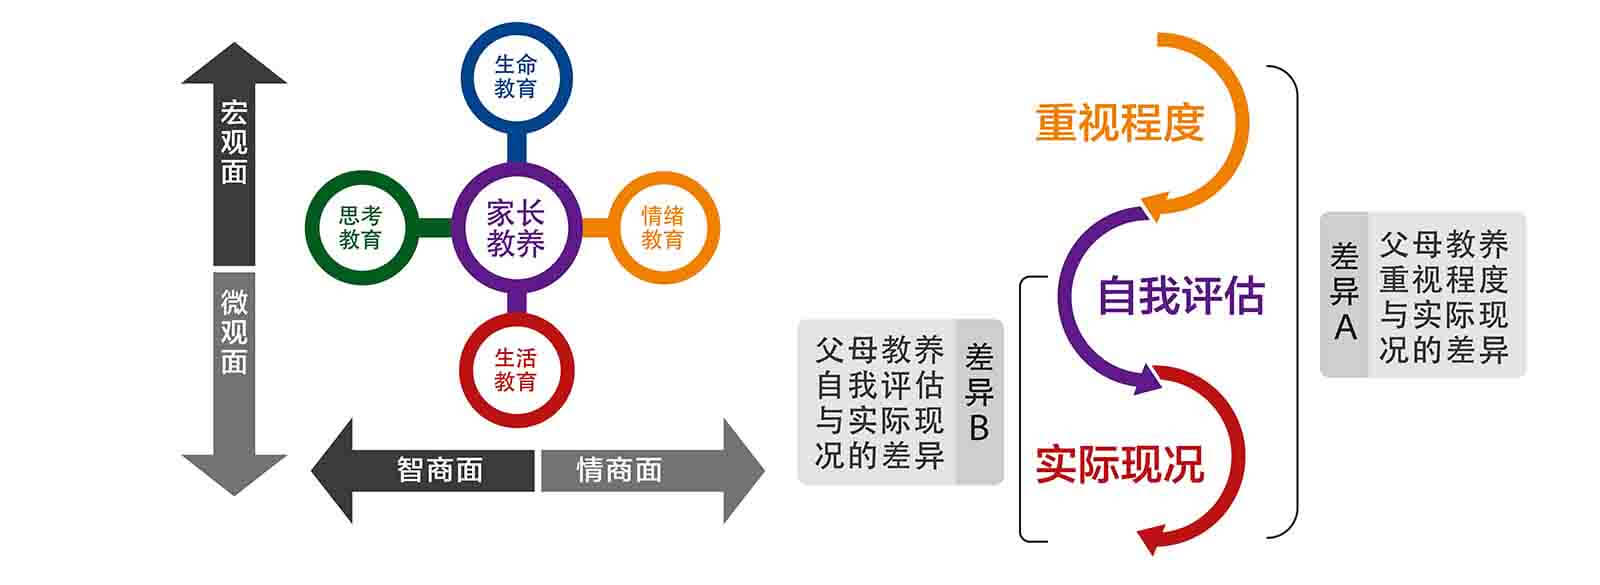 宏观面
微观面
生命
教育
思考
教育
家长
教养
情绪
教育
生活
教育
智商面
情商面
重视程度
自我评估
实际现况
父母教养
自我评估
与实际现
况的差异
差异B
差异A
父母教养
重视程度
与实际现
况的差异